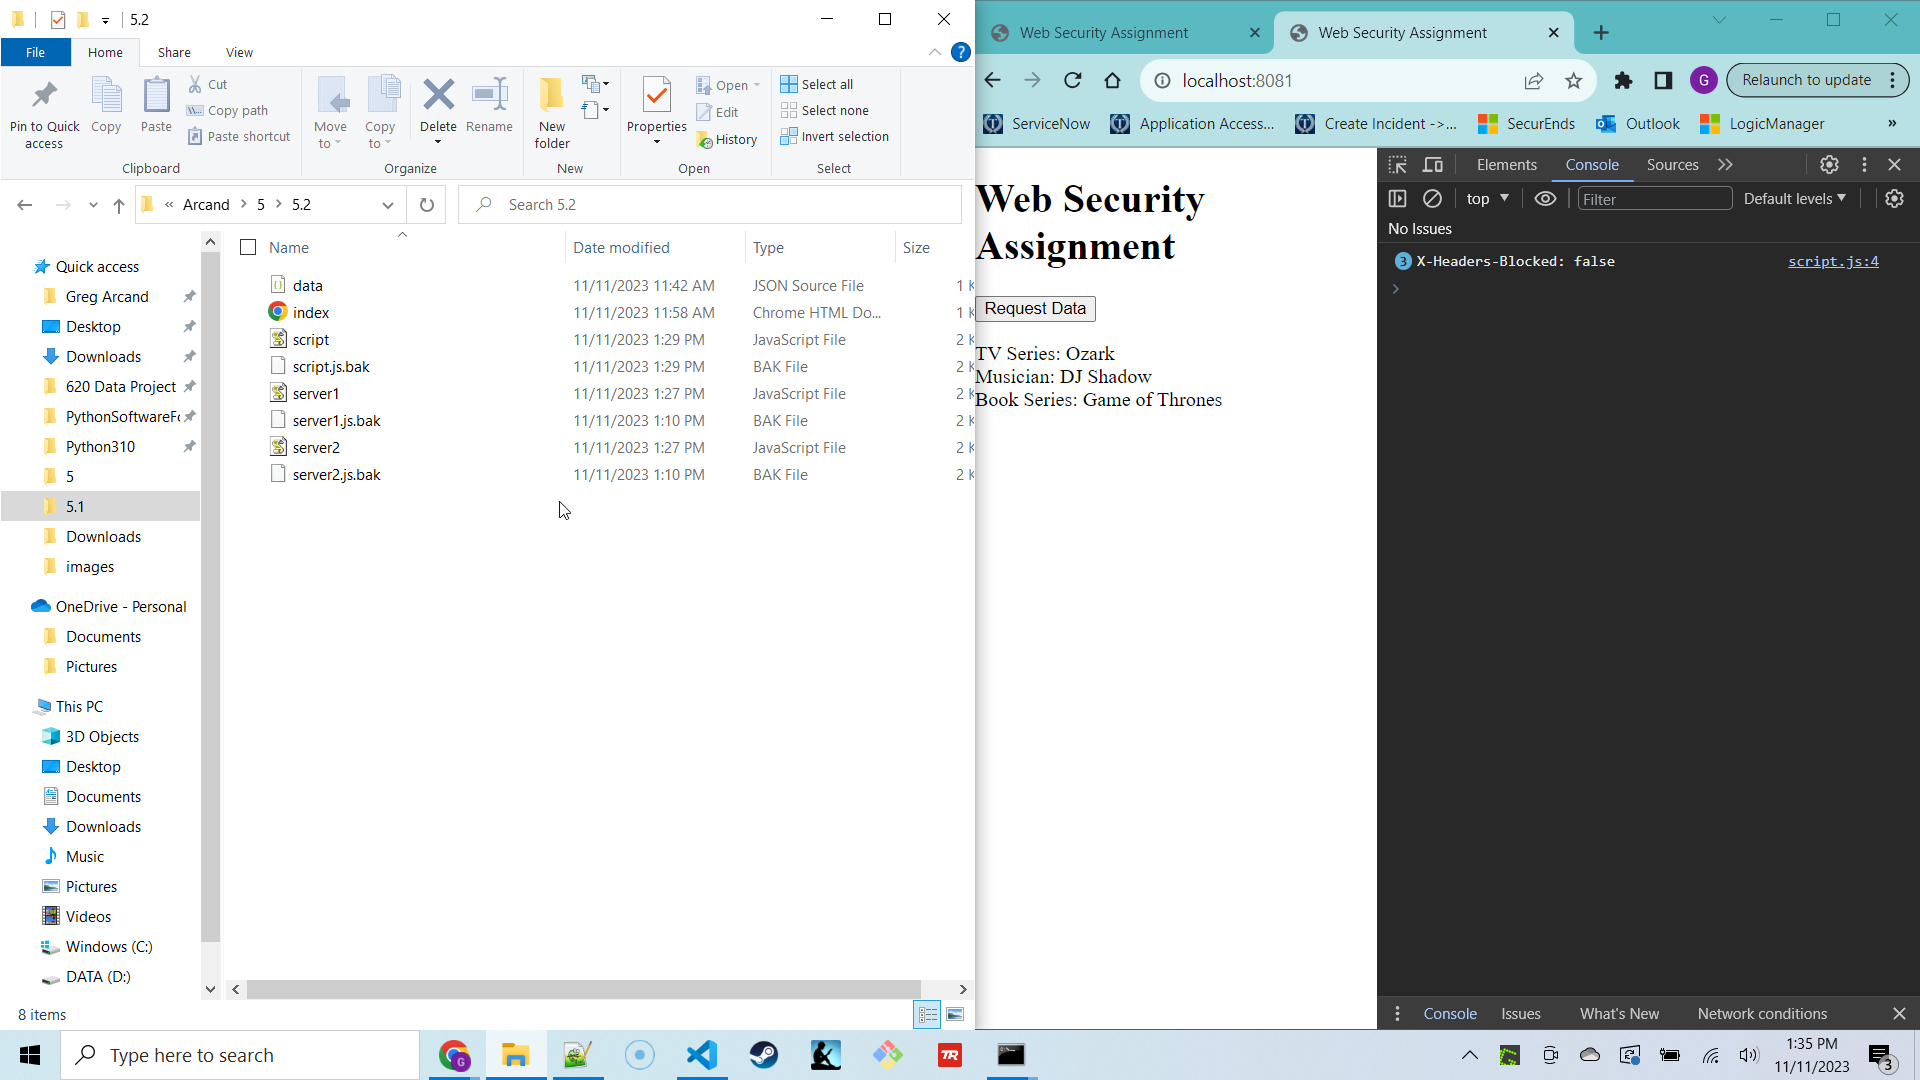 5.2
File
Home
Share
View
Pin to Quick access
Copy
Paste
Cut
Copy path
Paste shortcut
Clipboard
Move to
Copy to
Delete
Rename
Organize
New folder
New
Properties
Open
Edit
History
Open
Select all
Select none
Invert selection
Select
« Arcand > 5 > 5.2
Search 5.2
Quick access
Greg Arcand
Desktop
Downloads
620 Data Project
PythonSoftwareFo
Python310
5
5.1
Downloads
images
OneDrive - Personal
Documents
Pictures
This PC
3D Objects
Desktop
Documents
Downloads
Music
Pictures
Videos
Windows (C:)
DATA (D:)
Name Date modified Type Size
data 11/11/2023 11:42 AM JSON Source File 1 K
index 11/11/2023 11:58 AM Chrome HTML Do... 1 K
script 11/11/2023 1:29 PM JavaScript File 2 K
script.js.bak 11/11/2023 1:29 PM BAK File 2 K
server1 11/11/2023 1:27 PM JavaScript File 2 K
server1.js.bak 11/11/2023 1:10 PM BAK File 2 K
server2 11/11/2023 1:27 PM JavaScript File 2 K
server2.js.bak 11/11/2023 1:10 PM BAK File 2 K
8 items
Web Security Assignment
Web Security Assignment
localhost:8081
G
Relaunch to update
ServiceNow
Application Access...
Create Incident ->...
SecurEnds
Outlook
LogicManager
»
Web Security
Assignment
Request Data
TV Series: Ozark
Musician: DJ Shadow
Book Series: Game of Thrones
Elements
Console
Sources
top
Filter
Default levels
No Issues
3 X-Headers-Blocked: false script.js:4
Console
Issues
What's New
Network conditions
Type here to search
G
TR
1:35 PM
11/11/2023
3